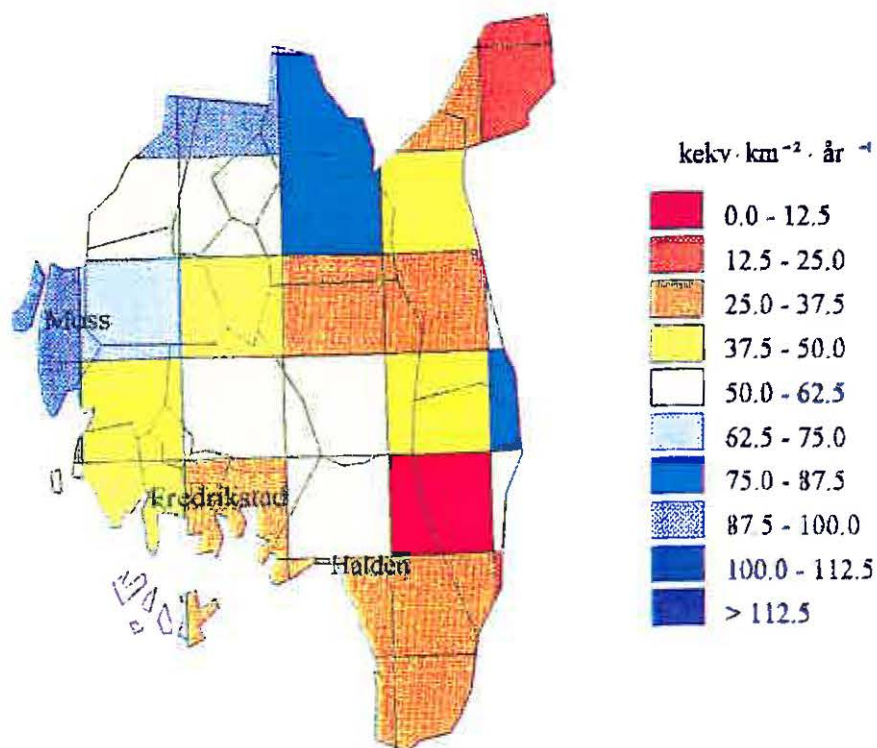 kekv · km⁻² · år ⁻¹
0.0 - 12.5
12.5 - 25.0
25.0 - 37.5
37.5 - 50.0
50.0 - 62.5
62.5 - 75.0
75.0 - 87.5
87.5 - 100.0
100.0 - 112.5
> 112.5
Moss
Fredrikstad
Halden